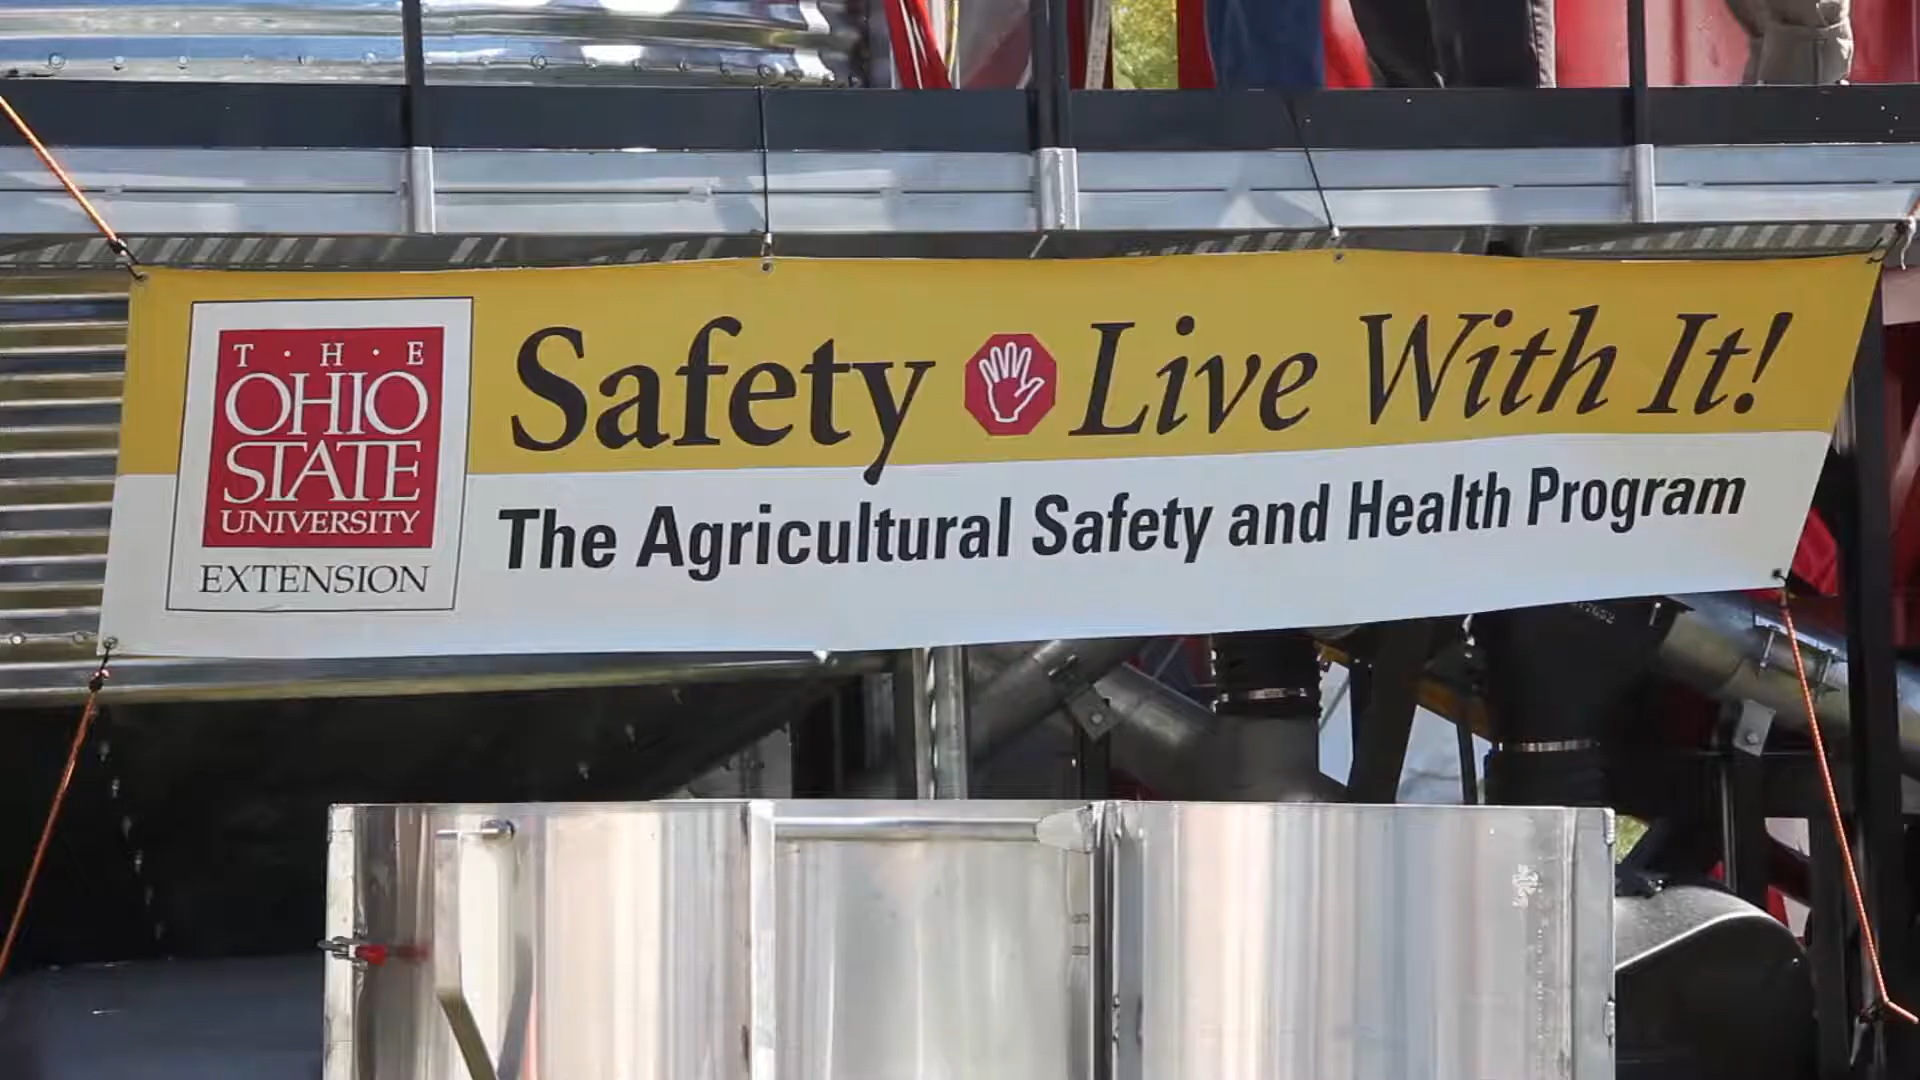 T · H · E
OHIO
STATE
UNIVERSITY
EXTENSION
Safety Live With It!
The Agricultural Safety and Health Program